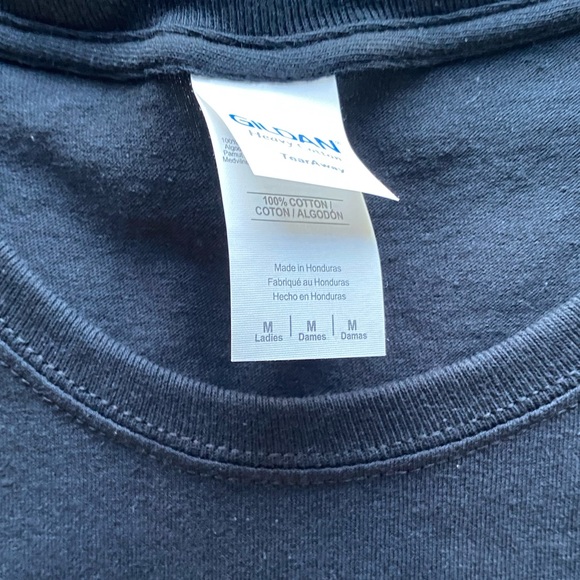 GILDAN®
Heavy Cotton
TearAway
100% COTTON /
COTON / ALGODÓN
Made in Honduras
Fabriqué au Honduras
Hecho en Honduras
M | M | M
Ladies | Dames | Damas